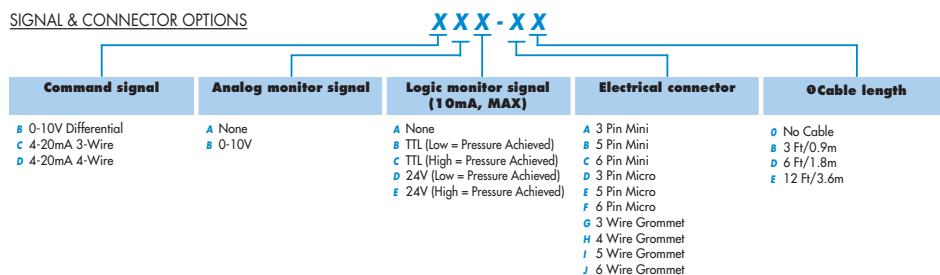 SIGNAL & CONNECTOR OPTIONS
X X X - X X
Command signal
B 0-10V Differential
C 4-20mA 3-Wire
D 4-20mA 4-Wire
Analog monitor signal
A None
B 0-10V
Logic monitor signal
(10mA, MAX)
A None
B TTL (Low = Pressure Achieved)
C TTL (High = Pressure Achieved)
D 24V (Low = Pressure Achieved)
E 24V (High = Pressure Achieved)
Electrical connector
A 3 Pin Mini
B 5 Pin Mini
C 6 Pin Mini
D 3 Pin Micro
E 5 Pin Micro
F 6 Pin Micro
G 3 Wire Grommet
H 4 Wire Grommet
I 5 Wire Grommet
J 6 Wire Grommet
❶Cable length
0 No Cable
B 3 Ft/0.9m
D 6 Ft/1.8m
E 12 Ft/3.6m